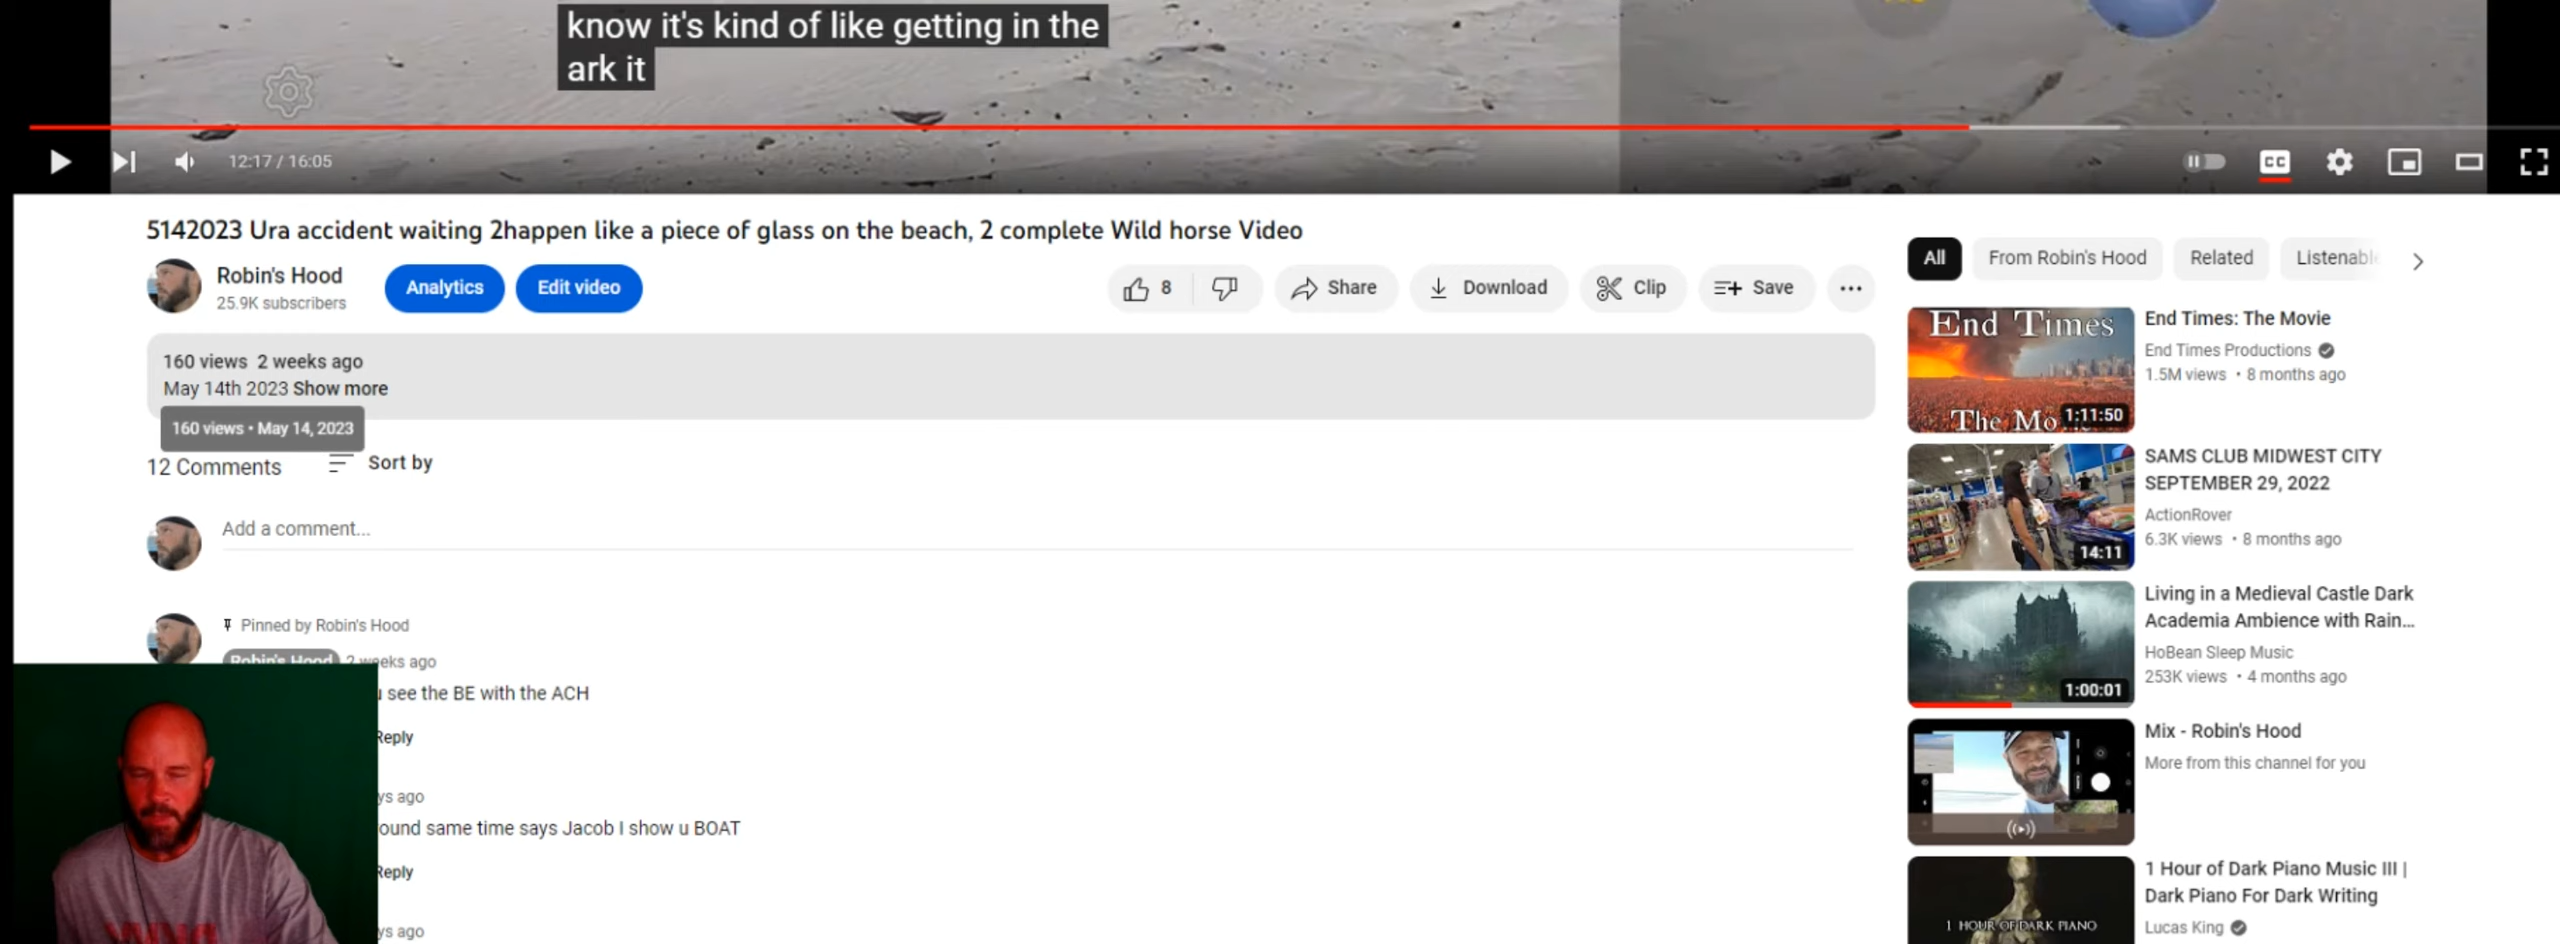 know it's kind of like getting in the
ark it
12:17 / 16:05
CC
5142023 Ura accident waiting 2happen like a piece of glass on the beach, 2 complete Wild horse Video
Robin's Hood
25.9K subscribers
Analytics
Edit video
8
Share
Download
Clip
Save
160 views 2 weeks ago
May 14th 2023 Show more
160 views • May 14, 2023
12 Comments
Sort by
Add a comment...
Pinned by Robin's Hood
Robin's Hood 2 weeks ago
see the BE with the ACH
Reply
ys ago
ound same time says Jacob I show u BOAT
Reply
ys ago
All
From Robin's Hood
Related
Listenabl
End Times
The Mo
1:11:50
End Times: The Movie
End Times Productions
1.5M views • 8 months ago
14:11
SAMS CLUB MIDWEST CITY
SEPTEMBER 29, 2022
ActionRover
6.3K views • 8 months ago
1:00:01
Living in a Medieval Castle Dark
Academia Ambience with Rain...
HoBean Sleep Music
253K views • 4 months ago
Mix - Robin's Hood
More from this channel for you
1 HOUR OF DARK PIANO
1 Hour of Dark Piano Music III |
Dark Piano For Dark Writing
Lucas King